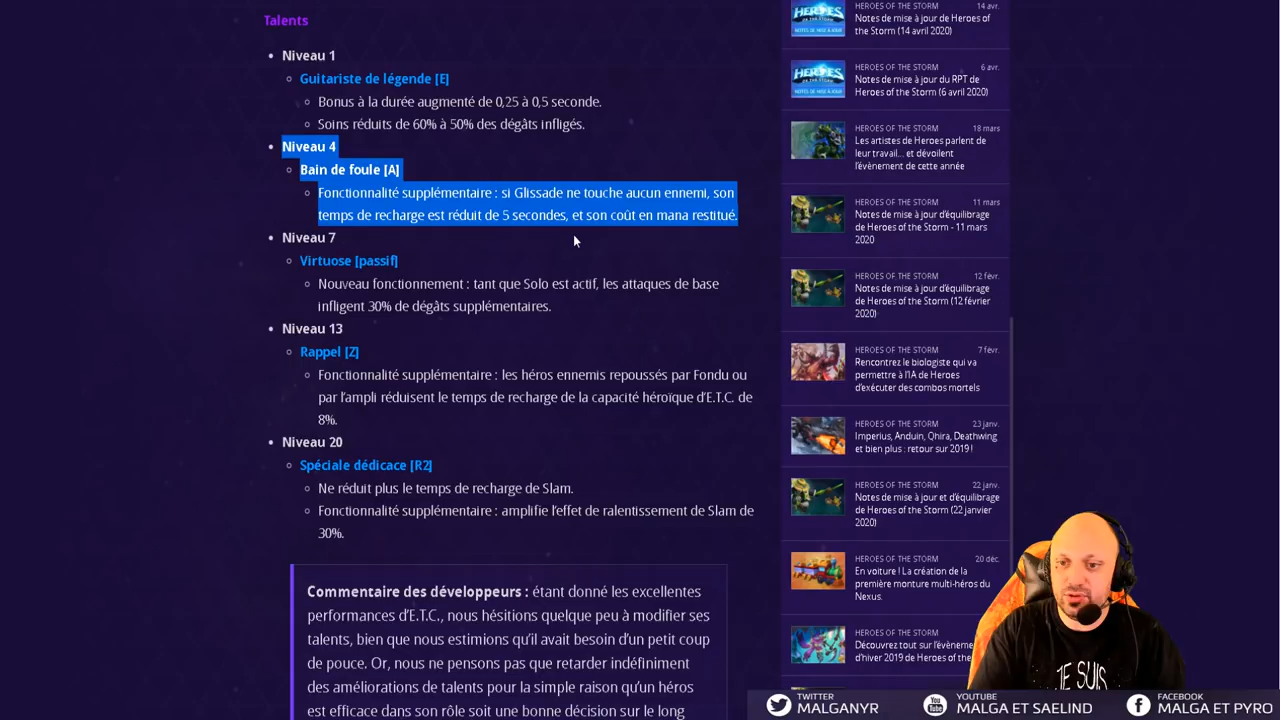 Talents
Niveau 1
Guitariste de légende [E]
Bonus à la durée augmenté de 0,25 à 0,5 seconde.
Soins réduits de 60% à 50% des dégâts infligés.
Niveau 4
Bain de foule [A]
Fonctionnalité supplémentaire : si Glissade ne touche aucun ennemi, son
temps de recharge est réduit de 5 secondes, et son coût en mana restitué.
Niveau 7
Virtuose [passif]
Nouveau fonctionnement : tant que Solo est actif, les attaques de base
infligent 30% de dégâts supplémentaires.
Niveau 13
Rappel [Z]
Fonctionnalité supplémentaire : les héros ennemis repoussés par Fondu ou
par l'ampli réduisent le temps de recharge de la capacité héroïque d'E.T.C. de
8%.
Niveau 20
Spéciale dédicace [R2]
Ne réduit plus le temps de recharge de Slam.
Fonctionnalité supplémentaire : amplifie l'effet de ralentissement de Slam de
30%.
Commentaire des développeurs : étant donné les excellentes
performances d'E.T.C., nous hésitions quelque peu à modifier ses
talents, bien que nous estimions qu'il avait besoin d'un petit coup
de pouce. Or, nous ne pensons pas que retarder indéfiniment
des améliorations de talents pour la simple raison qu'un héros
est efficace dans son rôle soit une bonne décision sur le long
HEROES OF THE STORM 14 avr.
Notes de mise à jour de Heroes of
the Storm (14 avril 2020)
HEROES OF THE STORM 6 avr.
Notes de mise à jour du RPT de
Heroes of the Storm (6 avril 2020)
HEROES OF THE STORM 18 mars
Les artistes de Heroes parlent de
leur travail... et dévoilent
l'évènement de cette année
HEROES OF THE STORM 11 mars
Notes de mise à jour d'équilibrage
de Heroes of the Storm - 11 mars
2020
HEROES OF THE STORM 12 févr.
Notes de mise à jour d'équilibrage
de Heroes of the Storm (12 février
2020)
HEROES OF THE STORM 7 févr.
Rencontrez le biologiste qui va
permettre à l'IA de Heroes
d'exécuter des combos mortels
HEROES OF THE STORM 23 janv.
Imperius, Anduin, Qhira, Deathwing
et bien plus : retour sur 2019 !
HEROES OF THE STORM 22 janv.
Notes de mise à jour et d'équilibrage
de Heroes of the Storm (22 janvier
2020)
HEROES OF THE STORM 20 déc.
En voiture ! La création de la
première monture multi-héros du
Nexus.
HEROES OF THE STORM
Découvrez tout sur l'évènem
d'hiver 2019 de Heroes of the
JE SUIS
TWITTER
MALGANYR
YOUTUBE
MALGA ET SAELIND
FACEBOOK
MALGA ET PYRO